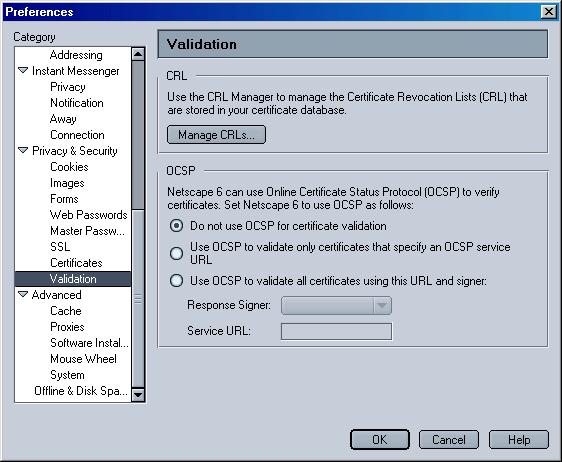 Preferences
Category
Addressing
Instant Messenger
Privacy
Notification
Away
Connection
Privacy & Security
Cookies
Images
Forms
Web Passwords
Master Passw...
SSL
Certificates
Validation
Advanced
Cache
Proxies
Software Instal...
Mouse Wheel
System
Offline & Disk Spa...
Validation
CRL
Use the CRL Manager to manage the Certificate Revocation Lists (CRL) that
are stored in your certificate database.
Manage CRLs...
OCSP
Netscape 6 can use Online Certificate Status Protocol (OCSP) to verify
certificates. Set Netscape 6 to use OCSP as follows:
Do not use OCSP for certificate validation
Use OCSP to validate only certificates that specify an OCSP service
URL
Use OCSP to validate all certificates using this URL and signer:
Response Signer:
Service URL:
OK
Cancel
Help